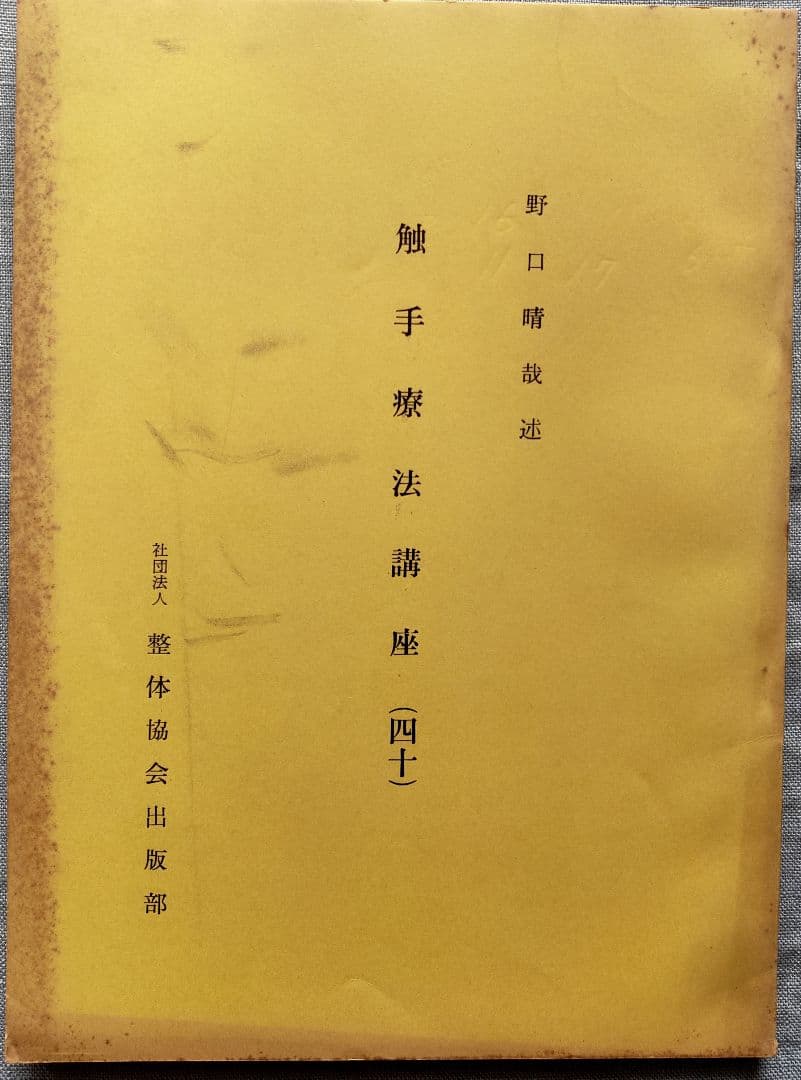 野口晴哉述
触手療法講座（四十）
社団法人 整体協会出版部